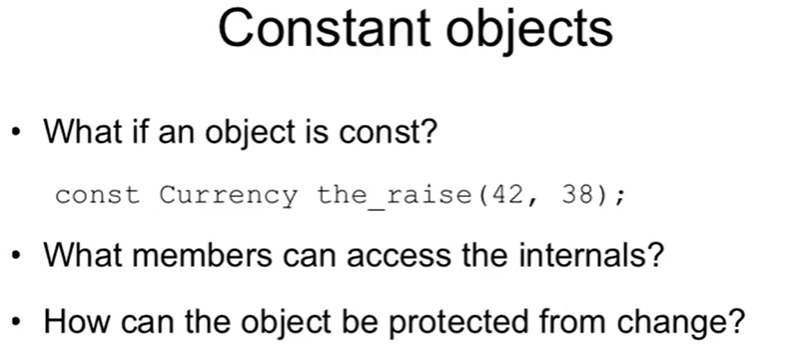 Constant objects
• What if an object is const?
const Currency the_raise(42, 38);
• What members can access the internals?
• How can the object be protected from change?